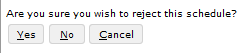 Are you sure you wish to reject this schedule?
Yes No Cancel